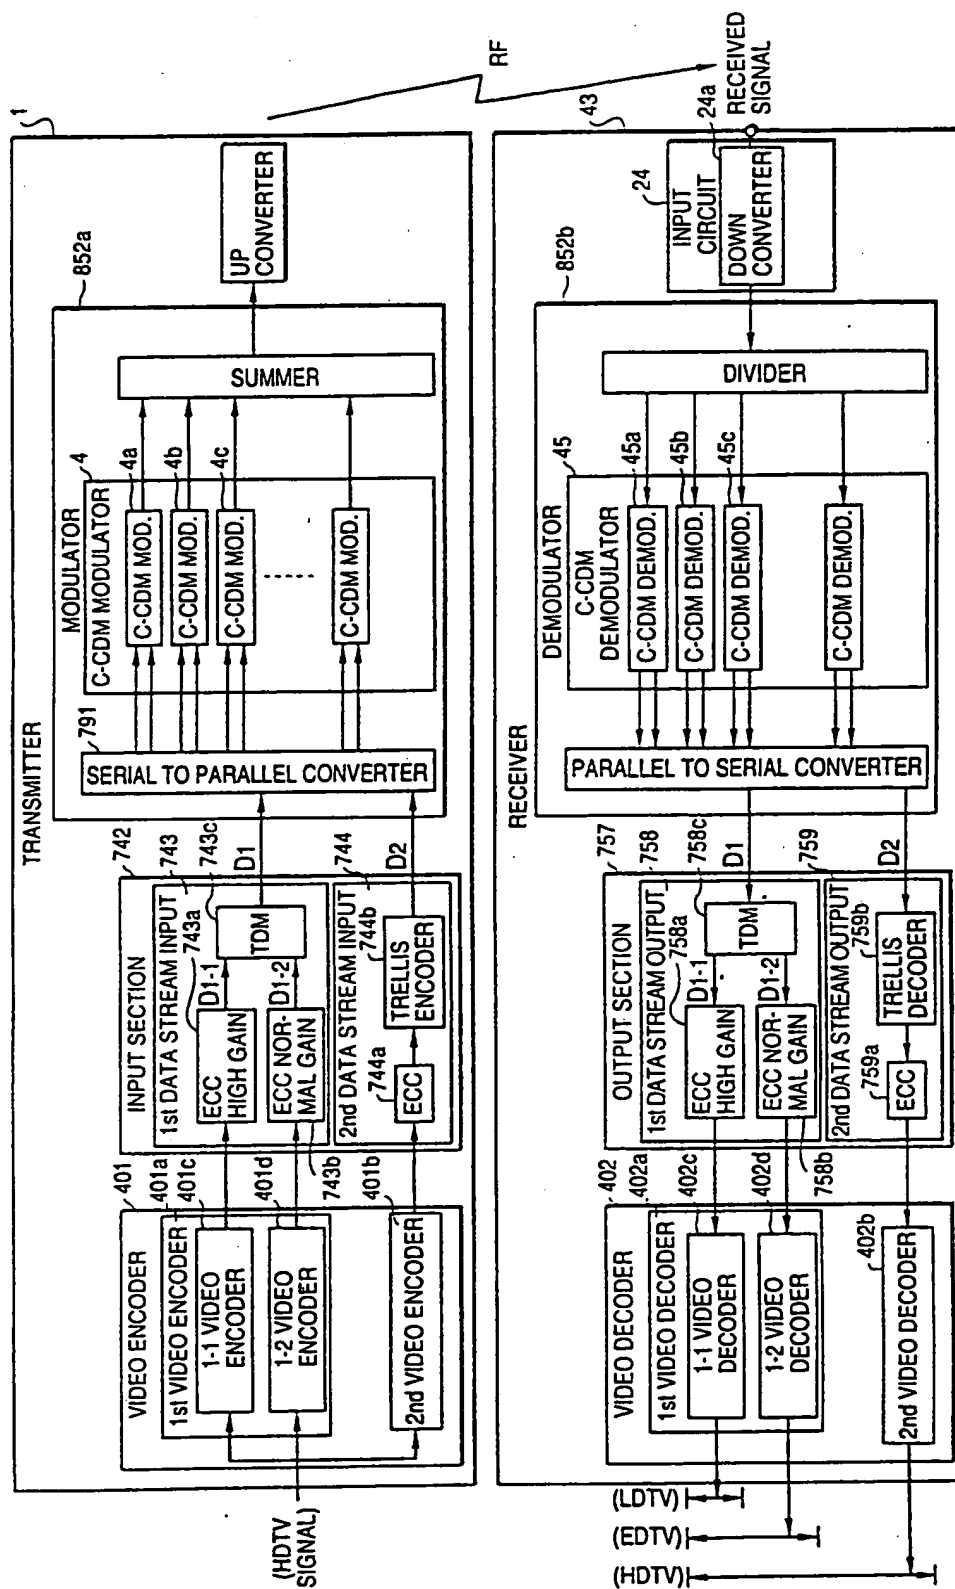 TRANSMITTER
1
(HDTV
SIGNAL)
VIDEO ENCODER
401
1st VIDEO ENCODER
401a
401c
1-1 VIDEO
ENCODER
401d
1-2 VIDEO
ENCODER
401b
2nd VIDEO ENCODER
INPUT SECTION
742
1st DATA STREAM INPUT
743
743a
ECC
HIGH GAIN
D1-1
743c
TDM
743b
ECC NOR-
MAL GAIN
D1-2
2nd DATA STREAM INPUT
744
744a
ECC
744b
TRELLIS
ENCODER
D1
D2
791
SERIAL TO PARALLEL CONVERTER
MODULATOR
852a
C-CDM MODULATOR
4
4a
C-CDM MOD.
4b
C-CDM MOD.
4c
C-CDM MOD.
C-CDM MOD.
SUMMER
UP
CONVERTER
RF
RECEIVED
SIGNAL
RECEIVER
43
INPUT
CIRCUIT
24
24a
DOWN
CONVERTER
852b
DIVIDER
DEMODULATOR
C-CDM
DEMODULATOR
45
45a
C-CDM DEMOD.
45b
C-CDM DEMOD.
45c
C-CDM DEMOD.
C-CDM DEMOD.
PARALLEL TO SERIAL CONVERTER
D1
D2
OUTPUT SECTION
757
1st DATA STREAM OUTPUT
758
758a
ECC
HIGH GAIN
D1-1
758c
TDM
758b
ECC NOR-
MAL GAIN
D1-2
2nd DATA STREAM OUTPUT
759
759a
ECC
759b
TRELLIS
DECODER
VIDEO DECODER
402
1st VIDEO DECODER
402a
402c
1-1 VIDEO
DECODER
402d
1-2 VIDEO
DECODER
402b
2nd VIDEO DECODER
(LDTV)
(EDTV)
(HDTV)